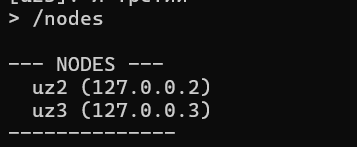 > /nodes
--- NODES ---
uz2 (127.0.0.2)
uz3 (127.0.0.3)
--------------